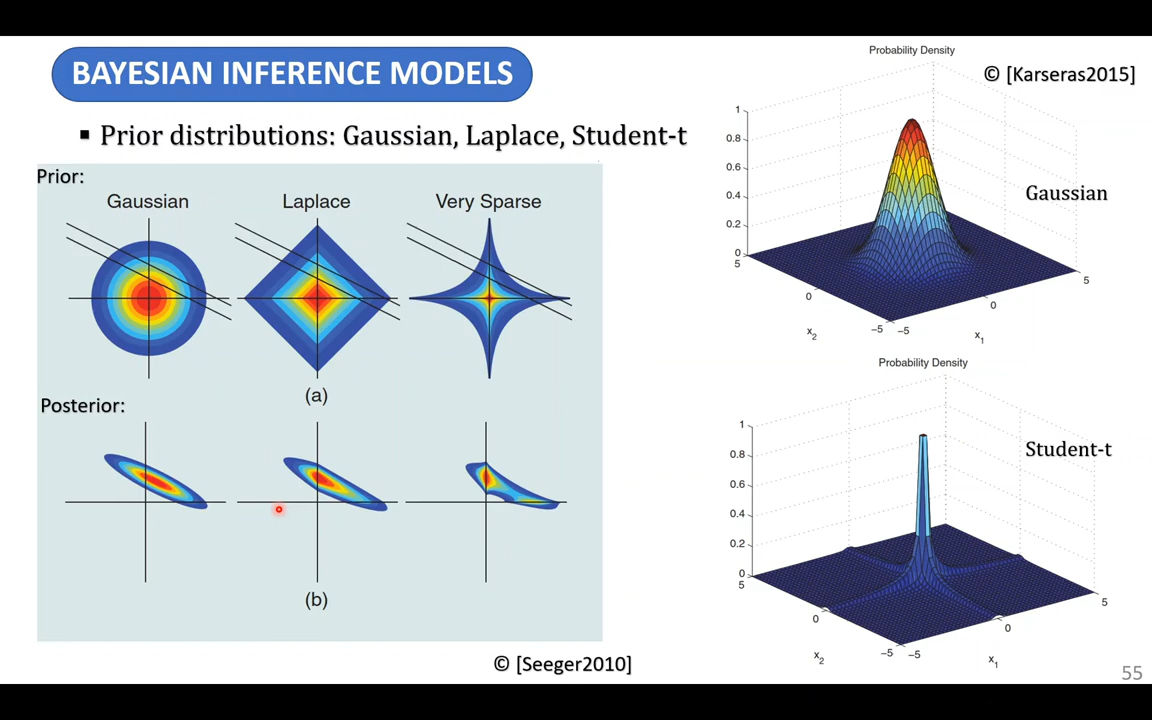 BAYESIAN INFERENCE MODELS
▪ Prior distributions: Gaussian, Laplace, Student-t
Prior:
Gaussian Laplace Very Sparse
(a)
Posterior:
(b)
© [Seeger2010]
Probability Density
© [Karseras2015]
1
0.8
0.6
0.4
0.2
0
5
0
-5
x2
-5
0
5
x1
Gaussian
Probability Density
1
0.8
0.6
0.4
0.2
0
5
0
-5
x2
-5
0
5
x1
Student-t
55